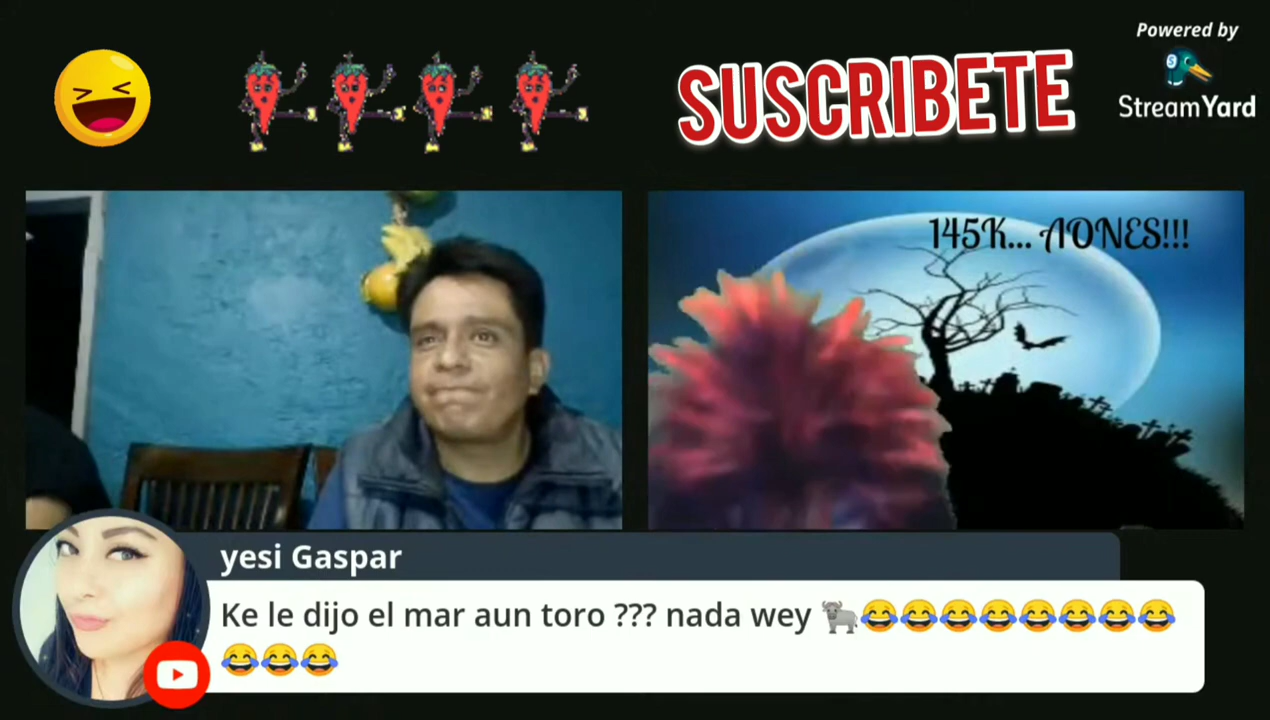 Powered by
StreamYard
SUSCRIBETE
145K... AONES!!!
yesi Gaspar
Ke le dijo el mar aun toro ??? nada wey 🐃😂😂😂😂😂😂😂😂
😂😂😂